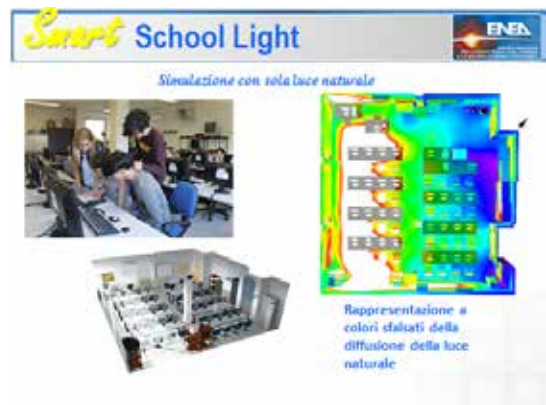 Smart School Light
ENEA
Simulazione con sola luce naturale
Rappresentazione a
colori sfalsati della
diffusione della luce
naturale